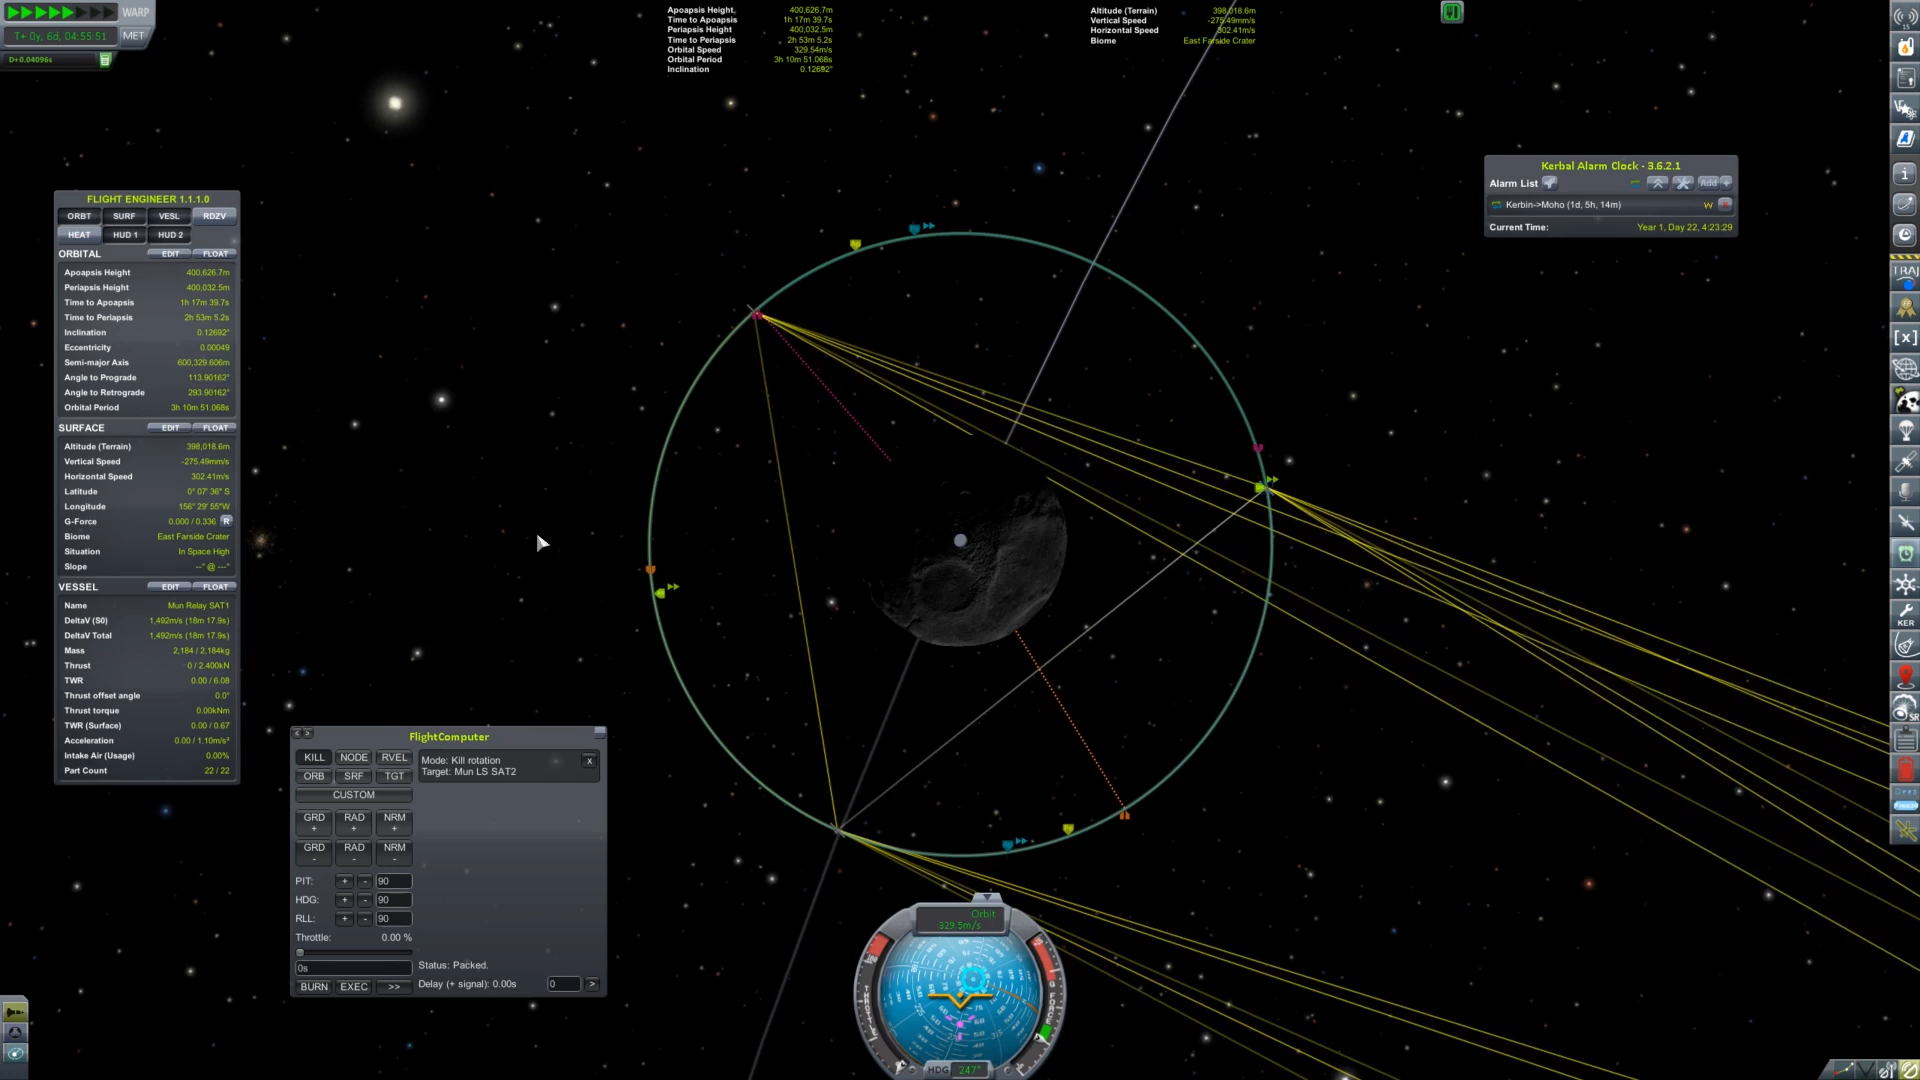 WARP
T+ 0y, 6d, 04:55:51 MET
D+0.04096s
Apoapsis Height, 400,626.7m
Time to Apoapsis 1h 17m 39.7s
Periapsis Height 400,032.5m
Time to Periapsis 2h 53m 5.2s
Orbital Speed 329.54m/s
Orbital Period 3h 10m 51.068s
Inclination 0.12692°
Altitude (Terrain) 398,018.6m
Vertical Speed -275.49mm/s
Horizontal Speed 302.41m/s
Biome East Farside Crater
Kerbal Alarm Clock - 3.6.2.1
Alarm List Add +
Kerbin->Moho (1d, 5h, 14m) W
Current Time: Year 1, Day 22, 4:23:29
FLIGHT ENGINEER 1.1.1.0
ORBT SURF VESL RDZV
HEAT HUD 1 HUD 2
ORBITAL EDIT FLOAT
Apoapsis Height 400,626.7m
Periapsis Height 400,032.5m
Time to Apoapsis 1h 17m 39.7s
Time to Periapsis 2h 53m 5.2s
Inclination 0.12692°
Eccentricity 0.00049
Semi-major Axis 600,329.606m
Angle to Prograde 113.90162°
Angle to Retrograde 293.90162°
Orbital Period 3h 10m 51.068s
SURFACE EDIT FLOAT
Altitude (Terrain) 398,018.6m
Vertical Speed -275.49mm/s
Horizontal Speed 302.41m/s
Latitude 0° 07' 36" S
Longitude 156° 29' 55"W
G-Force 0.000 / 0.336 R
Biome East Farside Crater
Situation In Space High
Slope --° @ ---°
VESSEL EDIT FLOAT
Name Mun Relay SAT1
DeltaV (S0) 1,492m/s (18m 17.9s)
DeltaV Total 1,492m/s (18m 17.9s)
Mass 2,184 / 2,184kg
Thrust 0 / 2.400kN
TWR 0.00 / 6.08
Thrust offset angle 0.0°
Thrust torque 0.00kNm
TWR (Surface) 0.00 / 0.67
Acceleration 0.00 / 1.10m/s²
Intake Air (Usage) 0.00%
Part Count 22 / 22
< > FlightComputer
KILL NODE RVEL
ORB SRF TGT
CUSTOM
Mode: Kill rotation x
Target: Mun LS SAT2
GRD + RAD + NRM +
GRD - RAD - NRM -
PIT: + - 90
HDG: + - 90
RLL: + - 90
Throttle: 0.00 %
0s
BURN EXEC >>
Status: Packed.
Delay (+ signal): 0.00s 0 >
Orbit
329.5m/s
HDG 247°
TRAJ
[x]
KER
SR